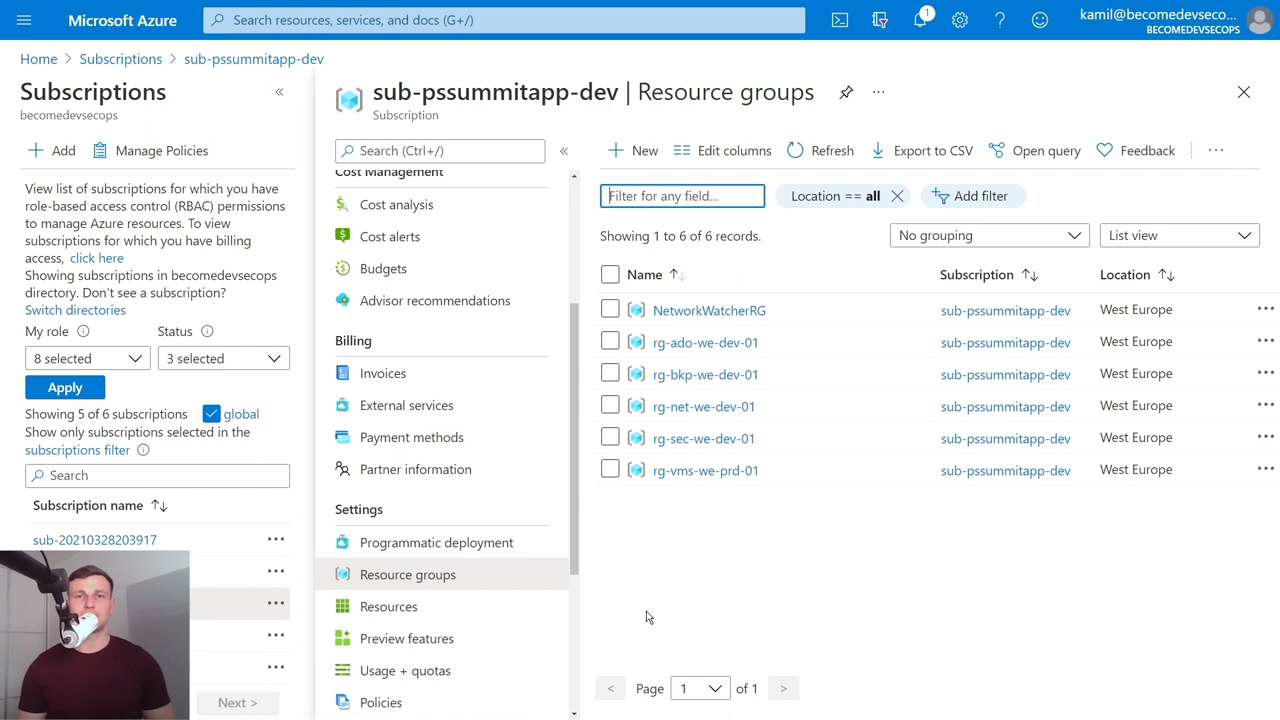 Microsoft Azure
Search resources, services, and docs (G+/)
1
kamil@becomedevseco...
BECOMEDEVSECOPS
Home > Subscriptions > sub-pssummitapp-dev
Subscriptions
becomedevsecops
Add
Manage Policies
View list of subscriptions for which you have
role-based access control (RBAC) permissions
to manage Azure resources. To view
subscriptions for which you have billing
access, click here
Showing subscriptions in becomedevsecops
directory. Don't see a subscription?
Switch directories
My role
Status
8 selected
3 selected
Apply
Showing 5 of 6 subscriptions
global
Show only subscriptions selected in the
subscriptions filter
Search
Subscription name
sub-20210328203917
Next >
sub-pssummitapp-dev | Resource groups
Subscription
Search (Ctrl+/)
Cost Management
Cost analysis
Cost alerts
Budgets
Advisor recommendations
Billing
Invoices
External services
Payment methods
Partner information
Settings
Programmatic deployment
Resource groups
Resources
Preview features
Usage + quotas
Policies
New
Edit columns
Refresh
Export to CSV
Open query
Feedback
Filter for any field...
Location == all
Add filter
Showing 1 to 6 of 6 records.
No grouping
List view
Name
Subscription
Location
NetworkWatcherRG sub-pssummitapp-dev West Europe
rg-ado-we-dev-01 sub-pssummitapp-dev West Europe
rg-bkp-we-dev-01 sub-pssummitapp-dev West Europe
rg-net-we-dev-01 sub-pssummitapp-dev West Europe
rg-sec-we-dev-01 sub-pssummitapp-dev West Europe
rg-vms-we-prd-01 sub-pssummitapp-dev West Europe
< Page 1 of 1 >